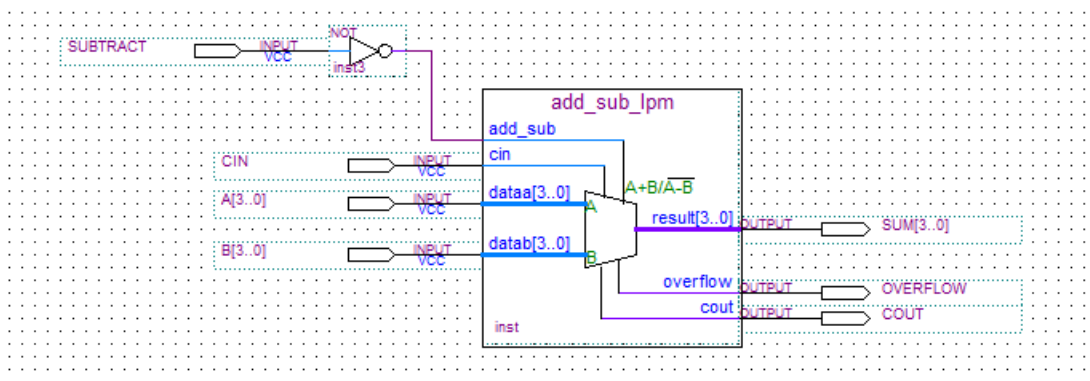 NOT
SUBTRACT INPUT
VCC
inst3
add_sub_lpm
add_sub
CIN INPUT cin
VCC
A+B/A-B
A[3..0] INPUT dataa[3..0] A
VCC
result[3..0] OUTPUT SUM[3..0]
B[3..0] INPUT datab[3..0] B
VCC
overflow OUTPUT OVERFLOW
cout OUTPUT COUT
inst